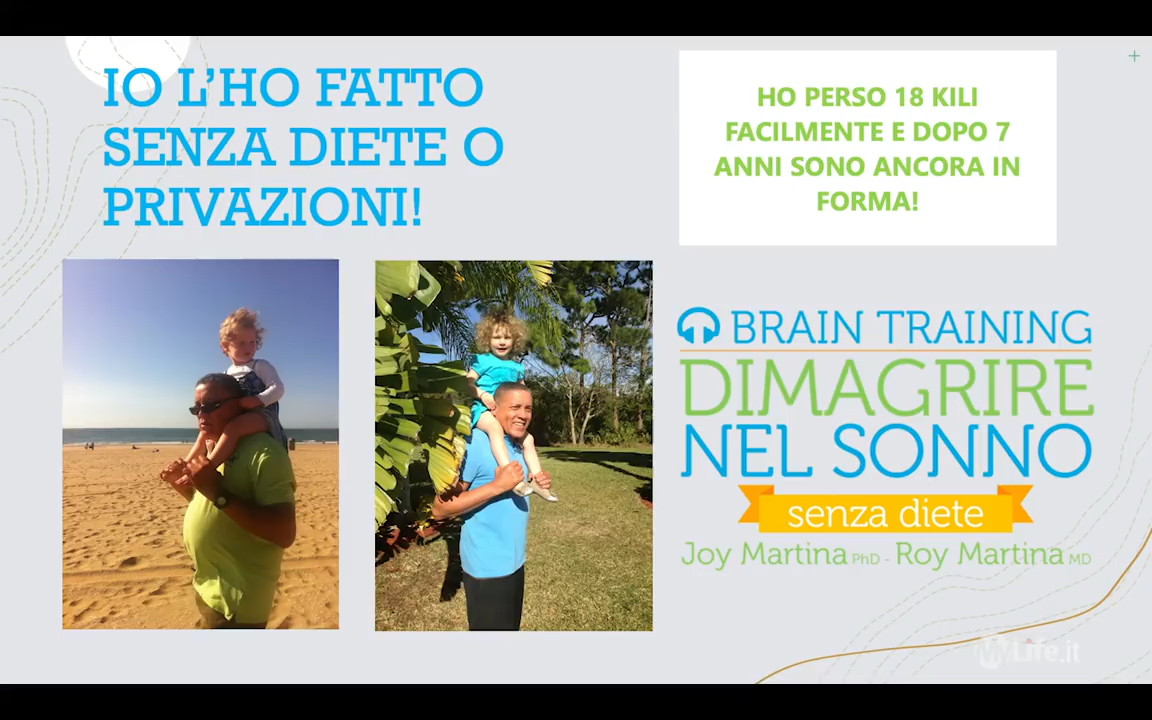 IO L'HO FATTO
SENZA DIETE O
PRIVAZIONI!
HO PERSO 18 KILI
FACILMENTE E DOPO 7
ANNI SONO ANCORA IN
FORMA!
BRAIN TRAINING
DIMAGRIRE
NEL SONNO
senza diete
Joy Martina PhD - Roy Martina MD
MyLife.it